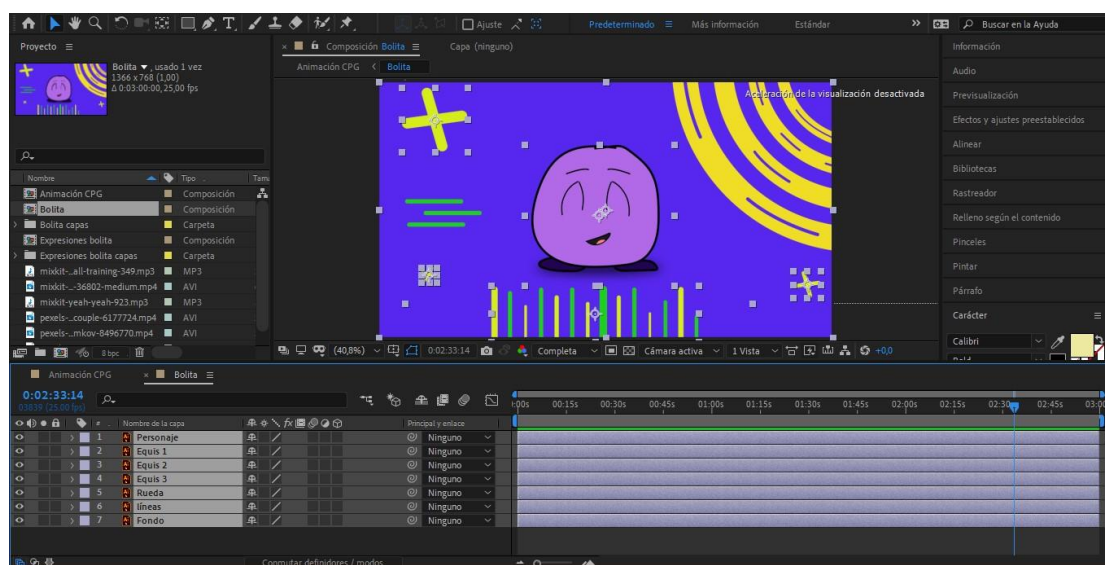 Ajuste
Predeterminado
Más información
Estándar
Buscar en la Ayuda
Proyecto
Bolita ▼, usado 1 vez
1366 x 768 (1,00)
Δ 0:03:00:00, 25,00 fps
Nombre
Tipo
Animación CPG Composición
Bolita Composición
Bolita capas Carpeta
Expresiones bolita Composición
Expresiones bolita capas Carpeta
mixkit-...all-training-349.mp3 MP3
mixkit-...-36802-medium.mp4 AVI
mixkit-yeah-yeah-923.mp3 MP3
pexels-...couple-6177724.mp4 AVI
pexels-...mkov-8496770.mp4 AVI
8 bpc
Composición Bolita
Capa (ninguno)
Animación CPG
Bolita
Aceleración de la visualización desactivada
(40,8%)
0:02:33:14
Completa
Cámara activa
1 Vista
+0,0
Información
Audio
Previsualización
Efectos y ajustes preestablecidos
Alinear
Bibliotecas
Rastreador
Relleno según el contenido
Pinceles
Pintar
Párrafo
Carácter
Calibri
Animación CPG
Bolita
0:02:33:14
03839 (25.00 fps)
00:15s 00:30s 00:45s 01:00s 01:15s 01:30s 01:45s 02:00s 02:15s 02:30s 02:45s
# Nombre de la capa
Principal y enlace
1 Personaje Ninguno
2 Equis 1 Ninguno
3 Equis 2 Ninguno
4 Equis 3 Ninguno
5 Rueda Ninguno
6 líneas Ninguno
7 Fondo Ninguno
Conmutar definidores / modos